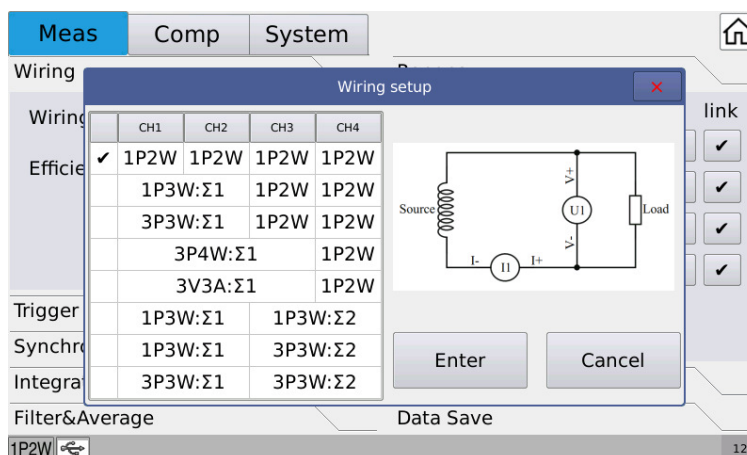 Meas Comp System
Wiring
Wiring setup
Wiring
link
CH1 CH2 CH3 CH4
✔ 1P2W 1P2W 1P2W 1P2W
Efficie
1P3W:Σ1 1P2W 1P2W
3P3W:Σ1 1P2W 1P2W
3P4W:Σ1 1P2W
3V3A:Σ1 1P2W
1P3W:Σ1 1P3W:Σ2
1P3W:Σ1 3P3W:Σ2
3P3W:Σ1 3P3W:Σ2
Source
V+
U1
V-
Load
I- I1 I+
Enter Cancel
Trigger
Synchro
Integra
Filter&Average Data Save
1P2W 12